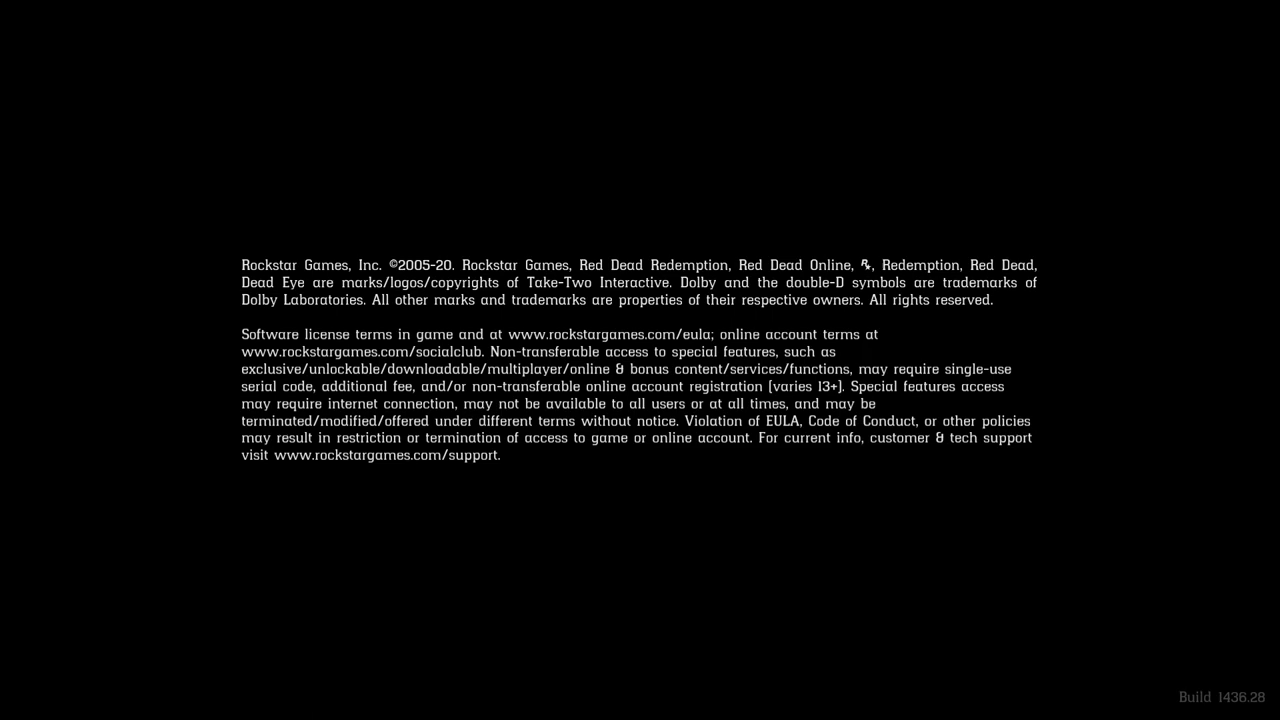 Rockstar Games, Inc. ©2005-20. Rockstar Games, Red Dead Redemption, Red Dead Online, , Redemption, Red Dead,
Dead Eye are marks/logos/copyrights of Take-Two Interactive. Dolby and the double-D symbols are trademarks of
Dolby Laboratories. All other marks and trademarks are properties of their respective owners. All rights reserved.
Software license terms in game and at www.rockstargames.com/eula; online account terms at
www.rockstargames.com/socialclub. Non-transferable access to special features, such as
exclusive/unlockable/downloadable/multiplayer/online & bonus content/services/functions, may require single-use
serial code, additional fee, and/or non-transferable online account registration (varies 13+). Special features access
may require internet connection, may not be available to all users or at all times, and may be
terminated/modified/offered under different terms without notice. Violation of EULA, Code of Conduct, or other policies
may result in restriction or termination of access to game or online account. For current info, customer & tech support
visit www.rockstargames.com/support.
Build 1436.28